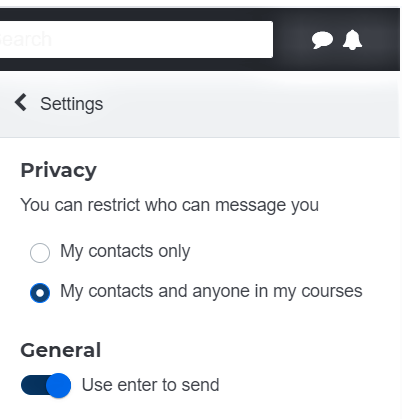 Search
Settings
Privacy
You can restrict who can message you
My contacts only
My contacts and anyone in my courses
General
Use enter to send